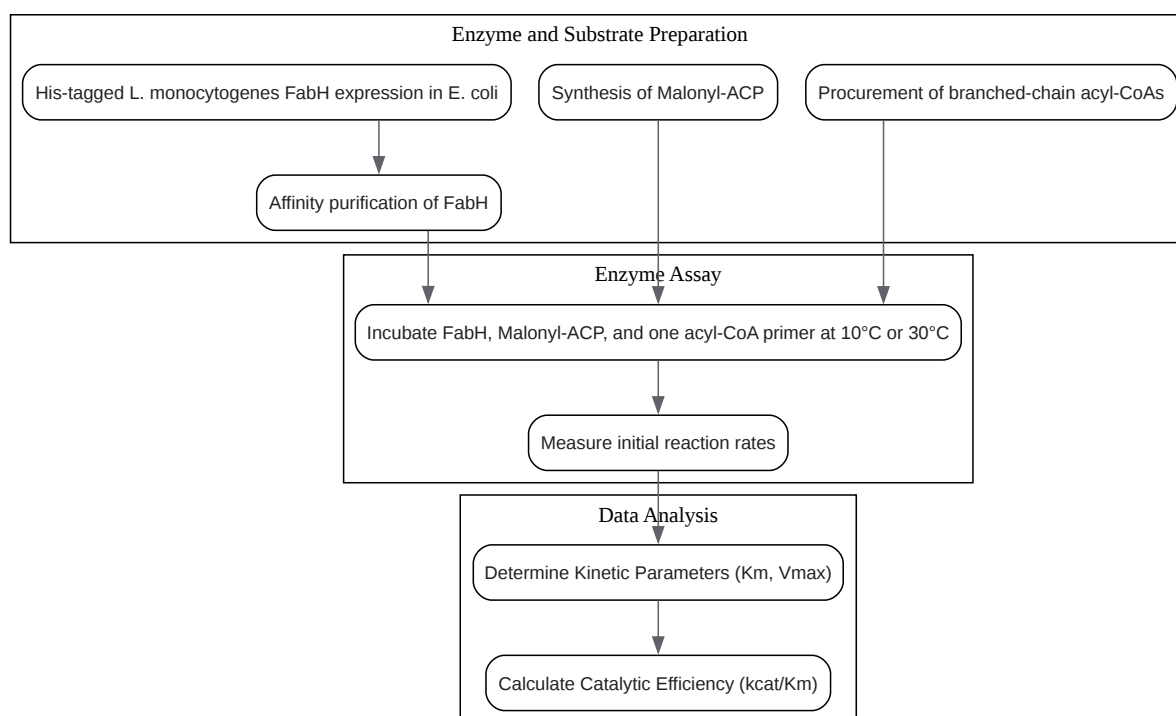 Enzyme and Substrate Preparation
His-tagged L. monocytogenes FabH expression in E. coli
Synthesis of Malonyl-ACP
Procurement of branched-chain acyl-CoAs
Affinity purification of FabH
Enzyme Assay
Incubate FabH, Malonyl-ACP, and one acyl-CoA primer at 10°C or 30°C
Measure initial reaction rates
Data Analysis
Determine Kinetic Parameters (Km, Vmax)
Calculate Catalytic Efficiency (kcat/Km)